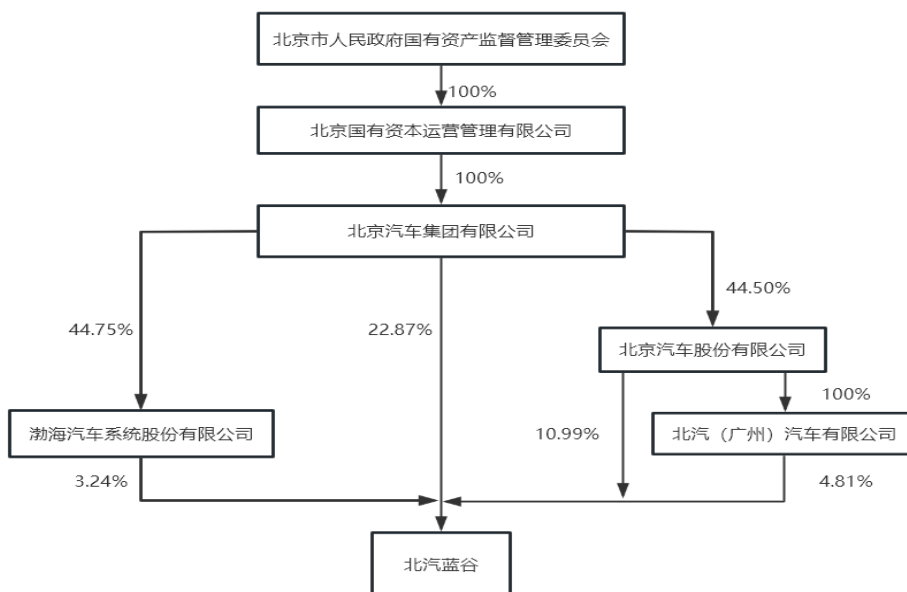 北京市人民政府国有资产监督管理委员会
100%
北京国有资本运营管理有限公司
100%
北京汽车集团有限公司
44.75%
22.87%
44.50%
北京汽车股份有限公司
100%
渤海汽车系统股份有限公司
10.99%
北汽（广州）汽车有限公司
3.24%
4.81%
北汽蓝谷